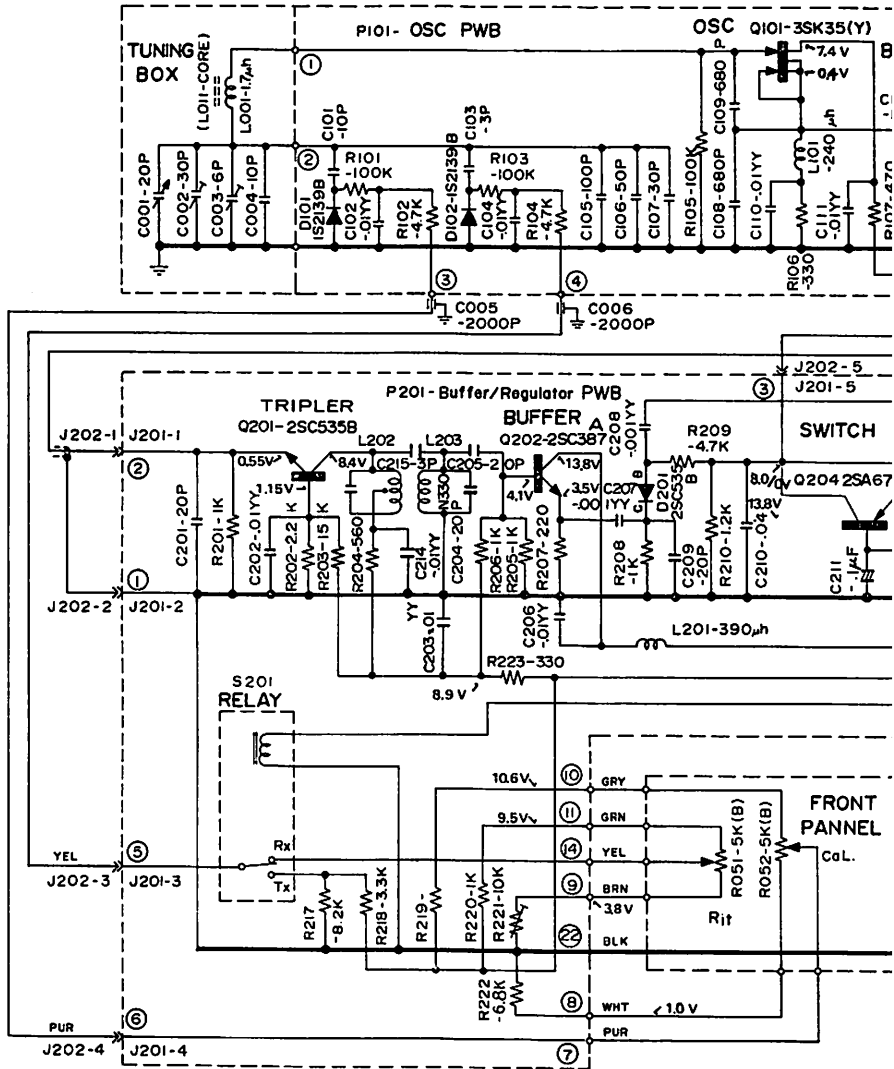 P101- OSC PWB
OSC Q101-3SK35(Y)
TUNING
BOX
(L011-CORE)
L001-1.7μh
①
7.4 V
0.4V
C109-680 P
②
C101
-10P
C103
-3P
L101
-240 μh
C001-20P
C002-30P
C003-6P
C004-10P
D101
1S2139B
R101
-100K
C102
-.01YY
R102
-4.7K
D102-1S2139B
R103
-100K
C104
-.01YY
R104
-4.7K
C105-100P
C106-50P
C107-30P
R105-100K
C108-680P
C110-.01YY
R106
-330
C111
-.01YY
R107-470
③
④
C005
-2000P
C006
-2000P
J202-5
J201-5
P201-Buffer/Regulator PWB
③
TRIPLER
Q201-2SC535B
BUFFER A
Q202-2SC387
C208
-.001YY
R209
-4.7K
SWITCH
J202-1
J201-1
②
L202
L203
C215-3P
C205-2 0P
0.55V
8.4V
1.15V
13.8V
3.5V
4.1V
C207
-.001YY
D201
2SC535
B
C
B
8.0/0V
13.8V
Q204 2SA67
C201-20P
R201-1K
C202-.01YY
R202-2.2 K
R203-15 K
R204-560
C214
-.01YY
N330
C204-20 P
R206-1K
R205-1K
R207-220
R208
-1K
C209
-20P
R210-1.2K
C210-.04
C211
-.1μF
①
J202-2
J201-2
C203-.01
YY
C206
-.01YY
L201-390μh
R223-330
8.9V
S201
RELAY
10.6V
⑩
GRY
FRONT
PANNEL
9.5V
⑪
GRN
YEL
⑤
J202-3
J201-3
Rx
Tx
⑭
YEL
R051-5K(B)
R052-5K(B)
CaL.
R217
-8.2K
R218-3.3K
R219-
R220-1K
R221-10K
⑨
BRN
3.8V
Rit
㉒
BLK
R222
-6.8K
⑧
WHT
1.0 V
⑥
PUR
J202-4
J201-4
⑦
PUR